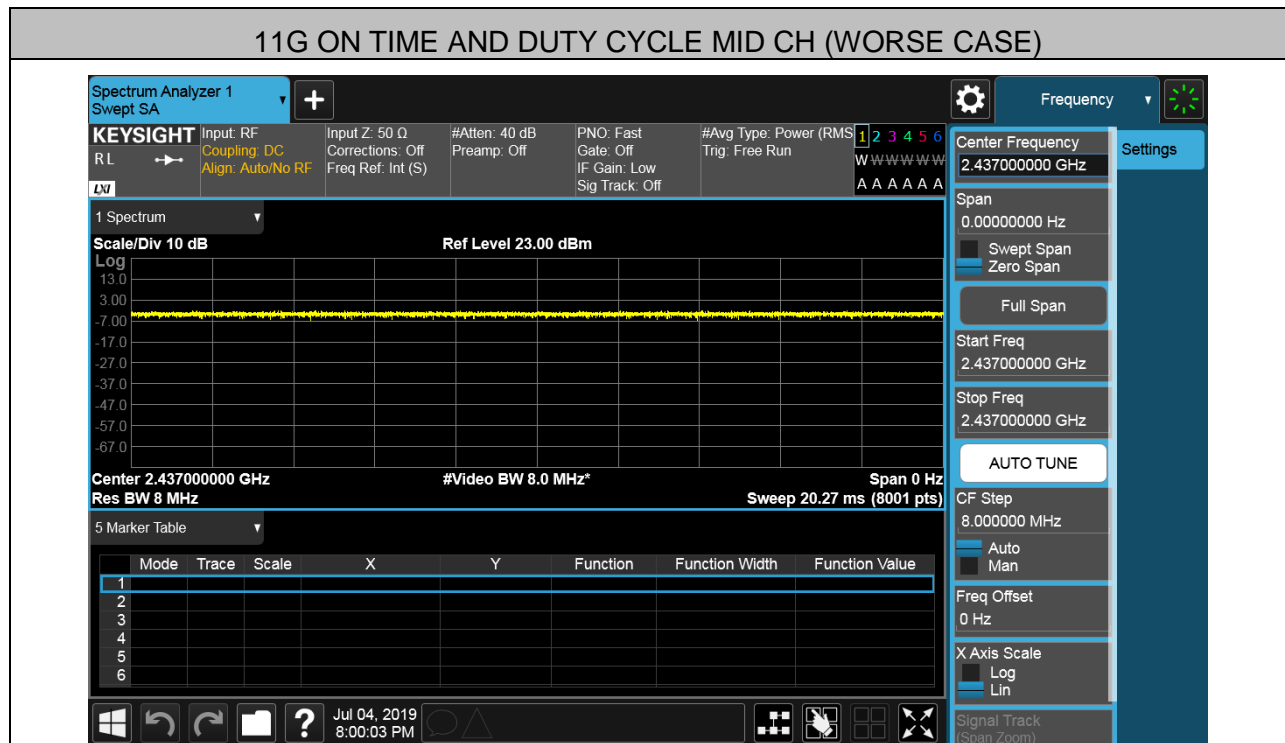 11G ON TIME AND DUTY CYCLE MID CH (WORSE CASE)
Spectrum Analyzer 1
Swept SA
+
Frequency
KEYSIGHT
RL
LXI
Input: RF
Coupling: DC
Align: Auto/No RF
Input Z: 50 Ω
Corrections: Off
Freq Ref: Int (S)
#Atten: 40 dB
Preamp: Off
PNO: Fast
Gate: Off
IF Gain: Low
Sig Track: Off
#Avg Type: Power (RMS
Trig: Free Run
1 2 3 4 5 6
W W W W W W
A A A A A A
Center Frequency
2.437000000 GHz
Settings
Span
0.00000000 Hz
Swept Span
Zero Span
Full Span
Start Freq
2.437000000 GHz
Stop Freq
2.437000000 GHz
AUTO TUNE
CF Step
8.000000 MHz
Auto
Man
Freq Offset
0 Hz
X Axis Scale
Log
Lin
Signal Track
(Span Zoom)
1 Spectrum
Scale/Div 10 dB
Ref Level 23.00 dBm
Log
13.0
3.00
-7.00
-17.0
-27.0
-37.0
-47.0
-57.0
-67.0
Center 2.437000000 GHz
#Video BW 8.0 MHz*
Span 0 Hz
Res BW 8 MHz
Sweep 20.27 ms (8001 pts)
5 Marker Table
Mode Trace Scale X Y Function Function Width Function Value
1
2
3
4
5
6
?
Jul 04, 2019
8:00:03 PM